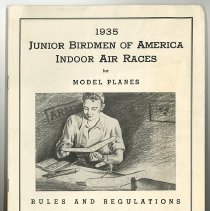 1935
JUNIOR BIRDMEN OF AMERICA
INDOOR AIR RACES
for
MODEL PLANES
RULES AND REGULATIONS